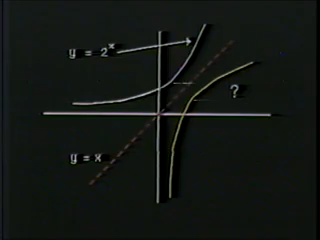 y = 2^x
?
y = x